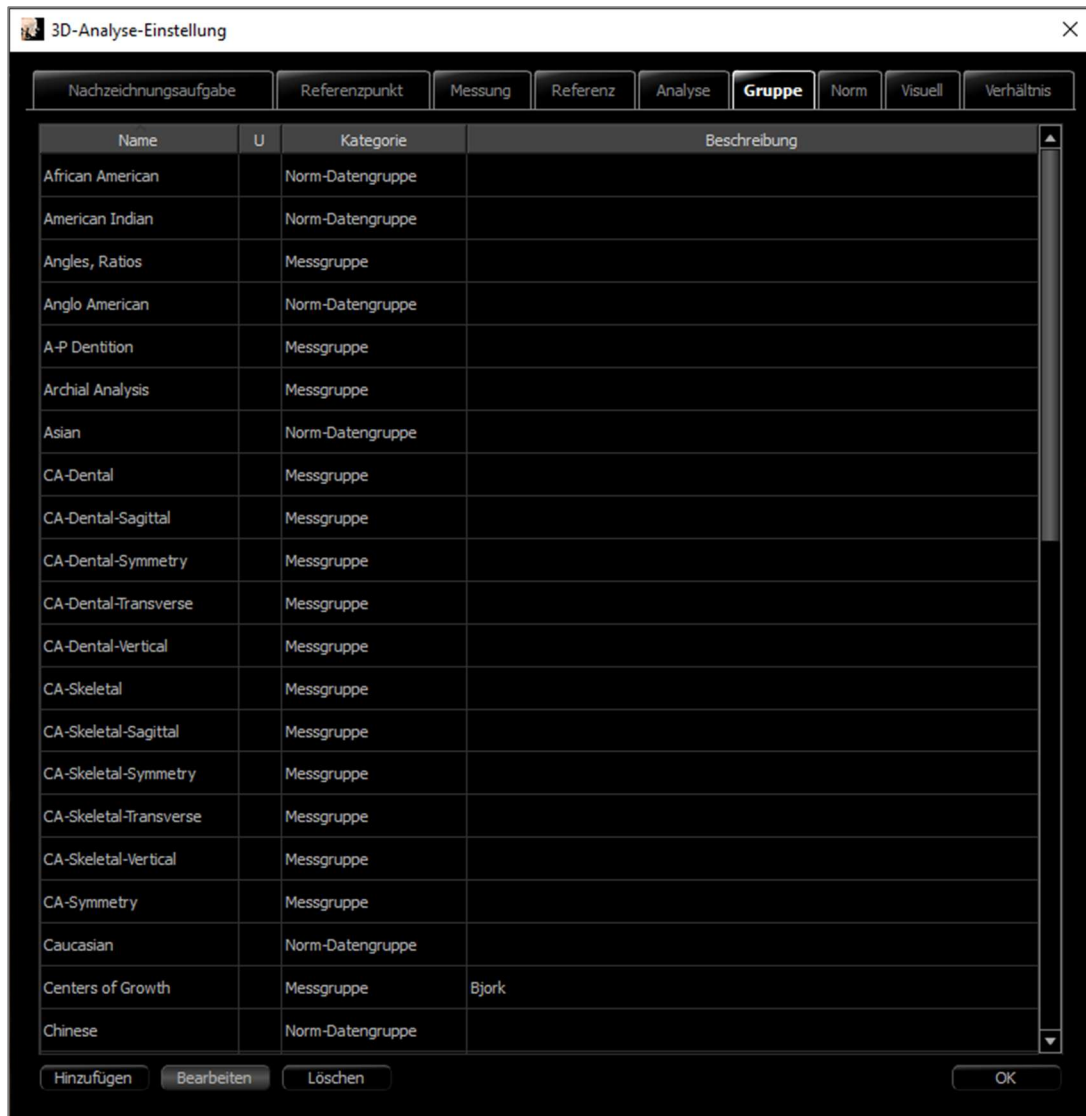 3D-Analyse-Einstellung
Nachzeichnungsaufgabe Referenzpunkt Messung Referenz Analyse Gruppe Norm Visuell Verhältnis
Name U Kategorie Beschreibung
African American Norm-Datengruppe
American Indian Norm-Datengruppe
Angles, Ratios Messgruppe
Anglo American Norm-Datengruppe
A-P Dentition Messgruppe
Archial Analysis Messgruppe
Asian Norm-Datengruppe
CA-Dental Messgruppe
CA-Dental-Sagittal Messgruppe
CA-Dental-Symmetry Messgruppe
CA-Dental-Transverse Messgruppe
CA-Dental-Vertical Messgruppe
CA-Skeletal Messgruppe
CA-Skeletal-Sagittal Messgruppe
CA-Skeletal-Symmetry Messgruppe
CA-Skeletal-Transverse Messgruppe
CA-Skeletal-Vertical Messgruppe
CA-Symmetry Messgruppe
Caucasian Norm-Datengruppe
Centers of Growth Messgruppe Bjork
Chinese Norm-Datengruppe
Hinzufügen Bearbeiten Löschen OK